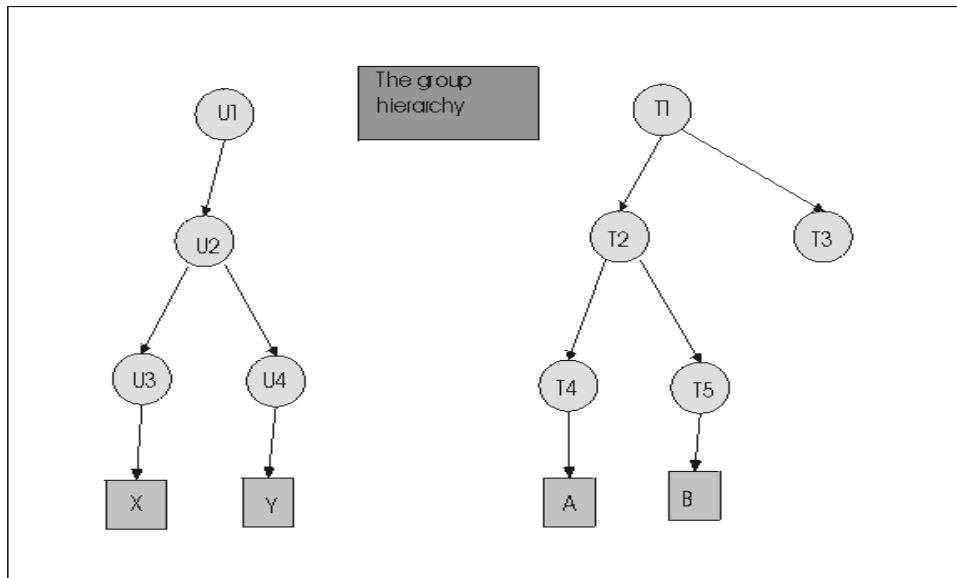 The group
hierarchy
U1
T1
U2
T2
T3
U3
U4
T4
T5
X
Y
A
B